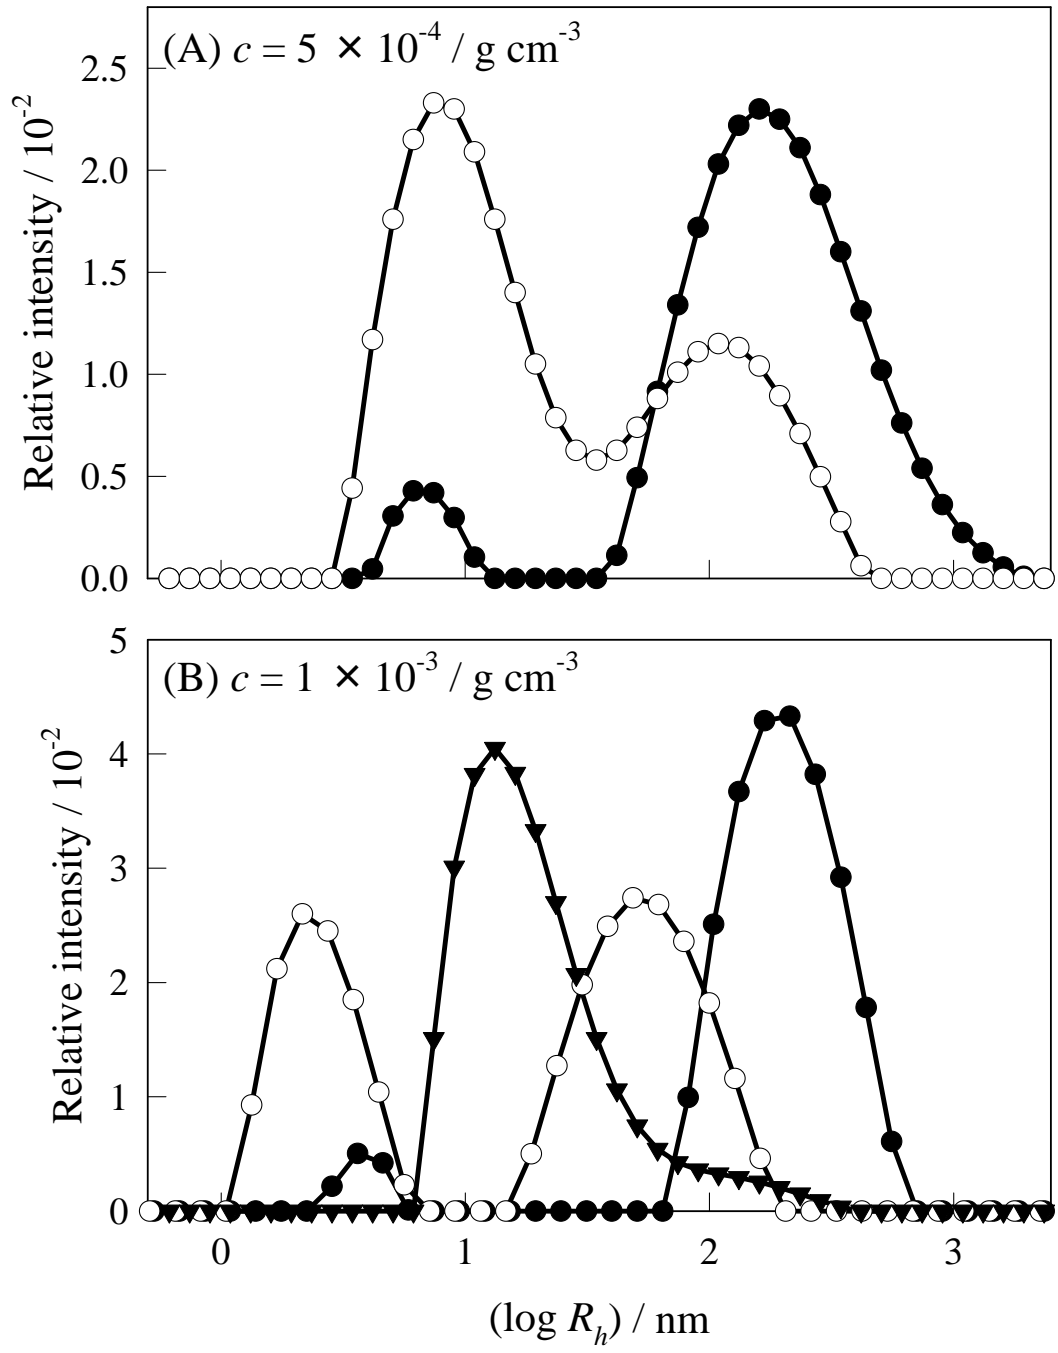 (A) c = 5 × 10-4 / g cm-3
2.5
2.0
1.5
1.0
0.5
0.0
Relative intensity / 10-2
(B) c = 1 × 10-3 / g cm-3
5
4
3
2
1
0
Relative intensity / 10-2
0 1 2 3
(log Rh) / nm